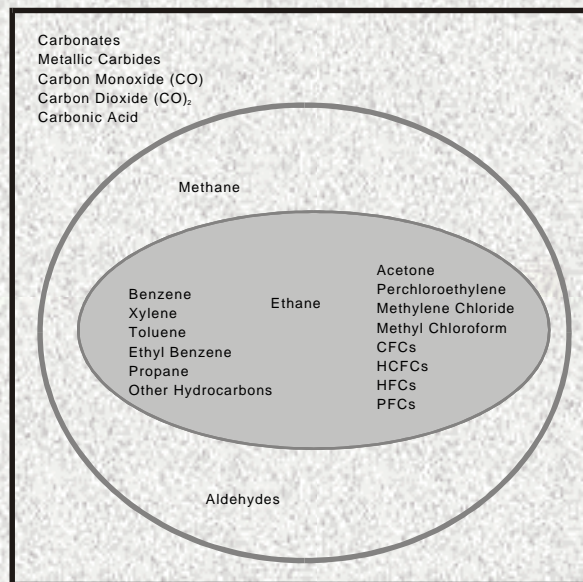 Carbonates
Metallic Carbides
Carbon Monoxide (CO)
Carbon Dioxide (CO)₂
Carbonic Acid
Methane
Benzene
Xylene
Toluene
Ethyl Benzene
Propane
Other Hydrocarbons
Ethane
Acetone
Perchloroethylene
Methylene Chloride
Methyl Chloroform
CFCs
HCFCs
HFCs
PFCs
Aldehydes